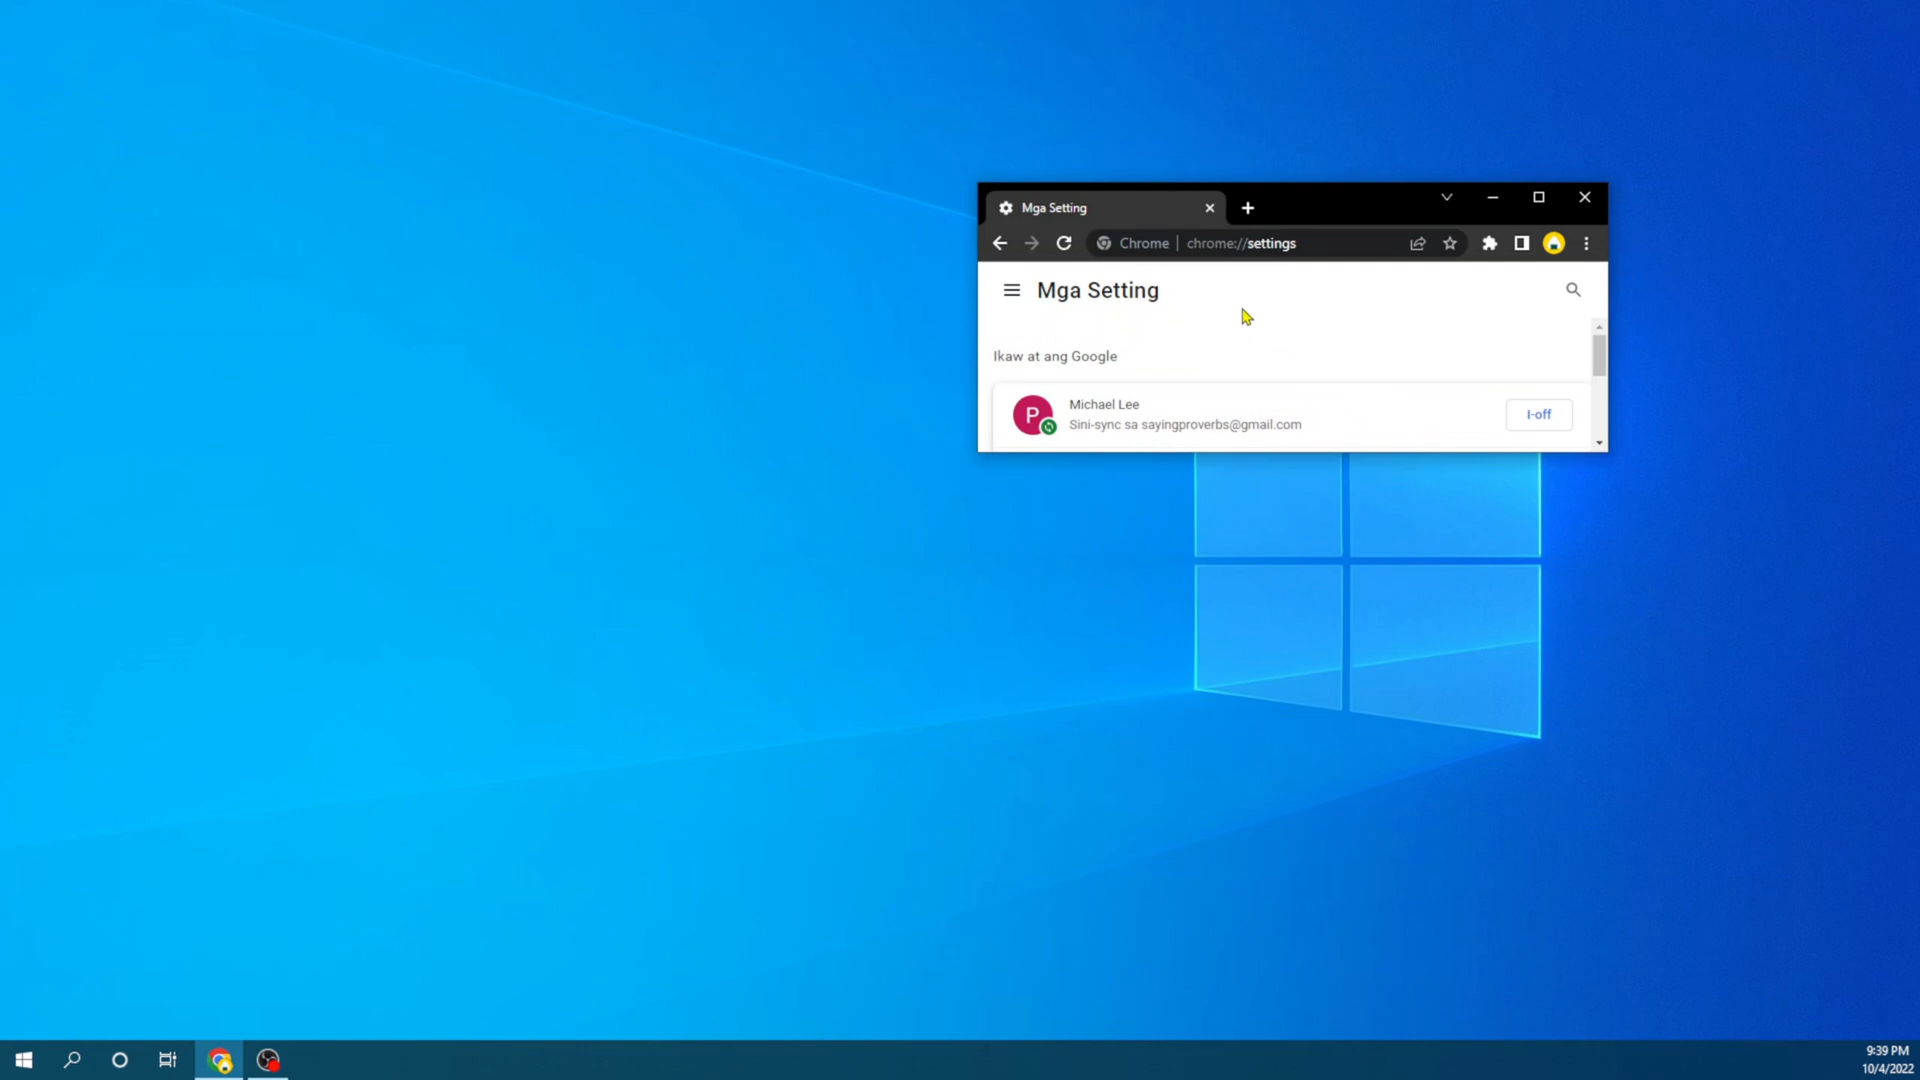 Mga Setting
Chrome | chrome://settings
Mga Setting
Ikaw at ang Google
P
Michael Lee
Sini-sync sa sayingproverbs@gmail.com
I-off
9:39 PM
10/4/2022